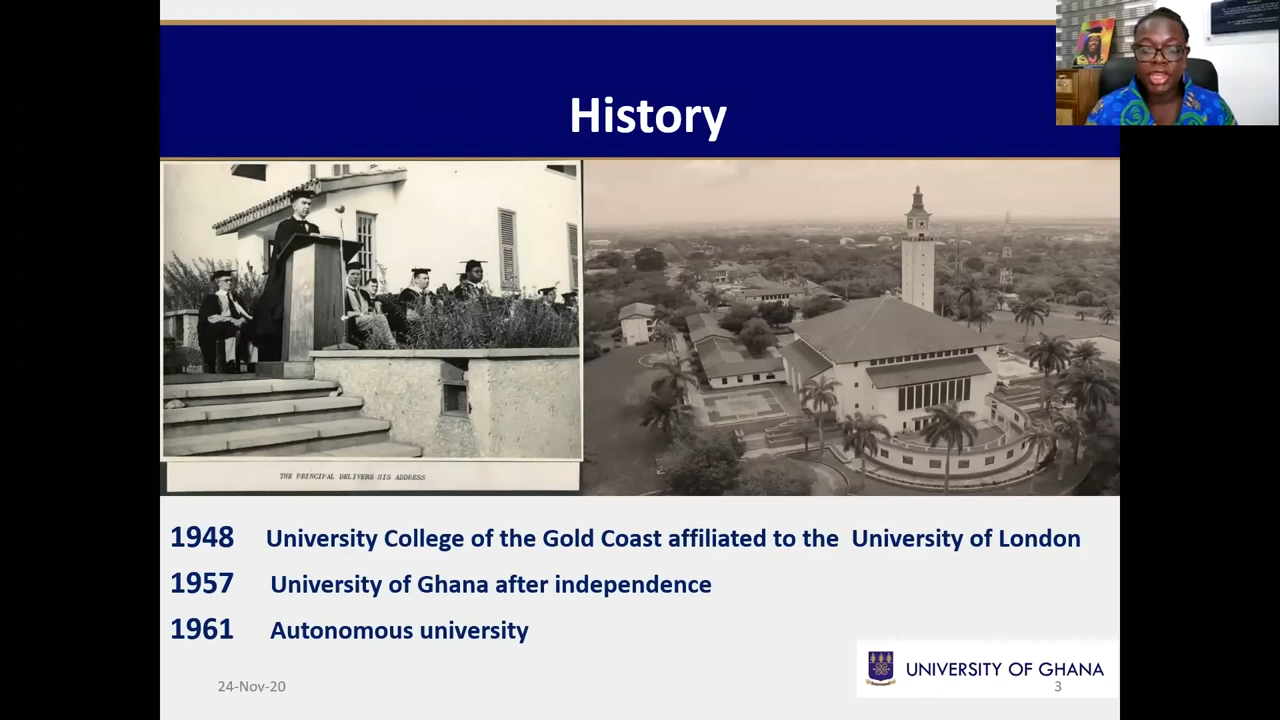 History
THE PRINCIPAL DELIVERS HIS ADDRESS
1948 University College of the Gold Coast affiliated to the University of London
1957 University of Ghana after independence
1961 Autonomous university
UNIVERSITY OF GHANA
24-Nov-20
3